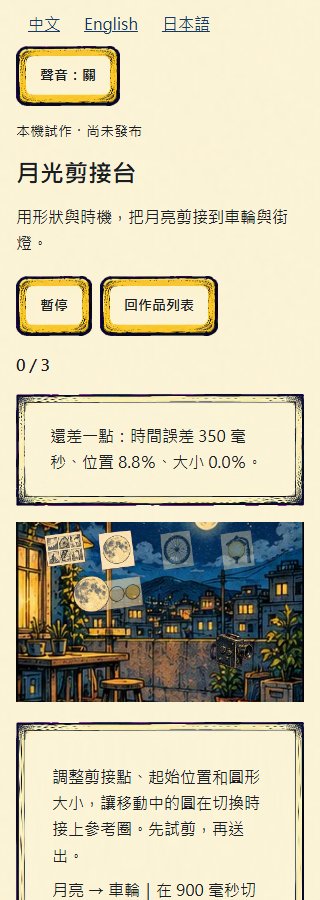 中文 English 日本語
聲音：關
本機試作・尚未發布
月光剪接台
用形狀與時機，把月亮剪接到車輪與街
燈。
暫停 回作品列表
0 / 3
還差一點：時間誤差 350 毫
秒、位置 8.8%、大小 0.0%。
調整剪接點、起始位置和圓形
大小，讓移動中的圓在切換時
接上參考圈。先試剪，再送
出。
月亮 → 車輪｜在 900 毫秒切